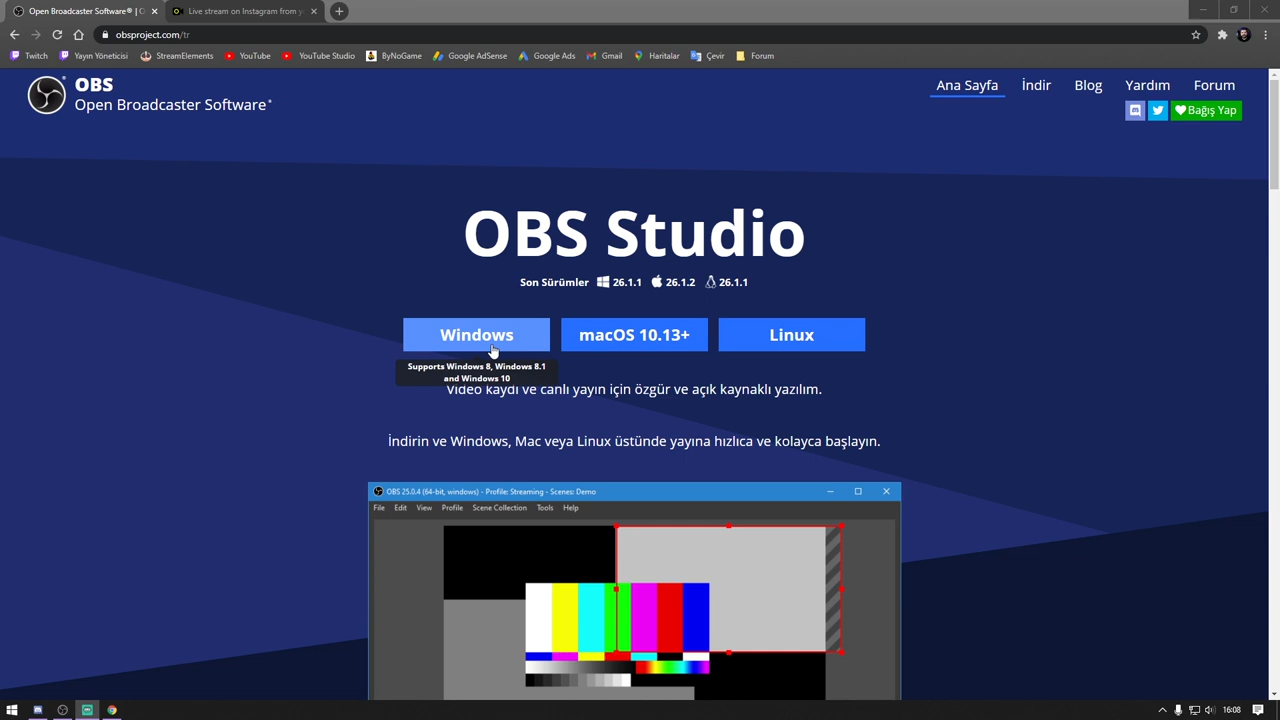 Open Broadcaster Software® | O
Live stream on Instagram from yo
obsproject.com/tr
Twitch
Yayın Yöneticisi
StreamElements
YouTube
YouTube Studio
ByNoGame
Google AdSense
Google Ads
Gmail
Haritalar
Çevir
Forum
OBS
Open Broadcaster Software
Ana Sayfa
İndir
Blog
Yardım
Forum
Bağış Yap
OBS Studio
Son Sürümler 26.1.1 26.1.2 26.1.1
Windows
macOS 10.13+
Linux
Supports Windows 8, Windows 8.1
and Windows 10
Video kaydı ve canlı yayın için özgür ve açık kaynaklı yazılım.
İndirin ve Windows, Mac veya Linux üstünde yayına hızlıca ve kolayca başlayın.
OBS 25.0.4 (64-bit, windows) - Profile: Streaming - Scenes: Demo
File Edit View Profile Scene Collection Tools Help
16:08